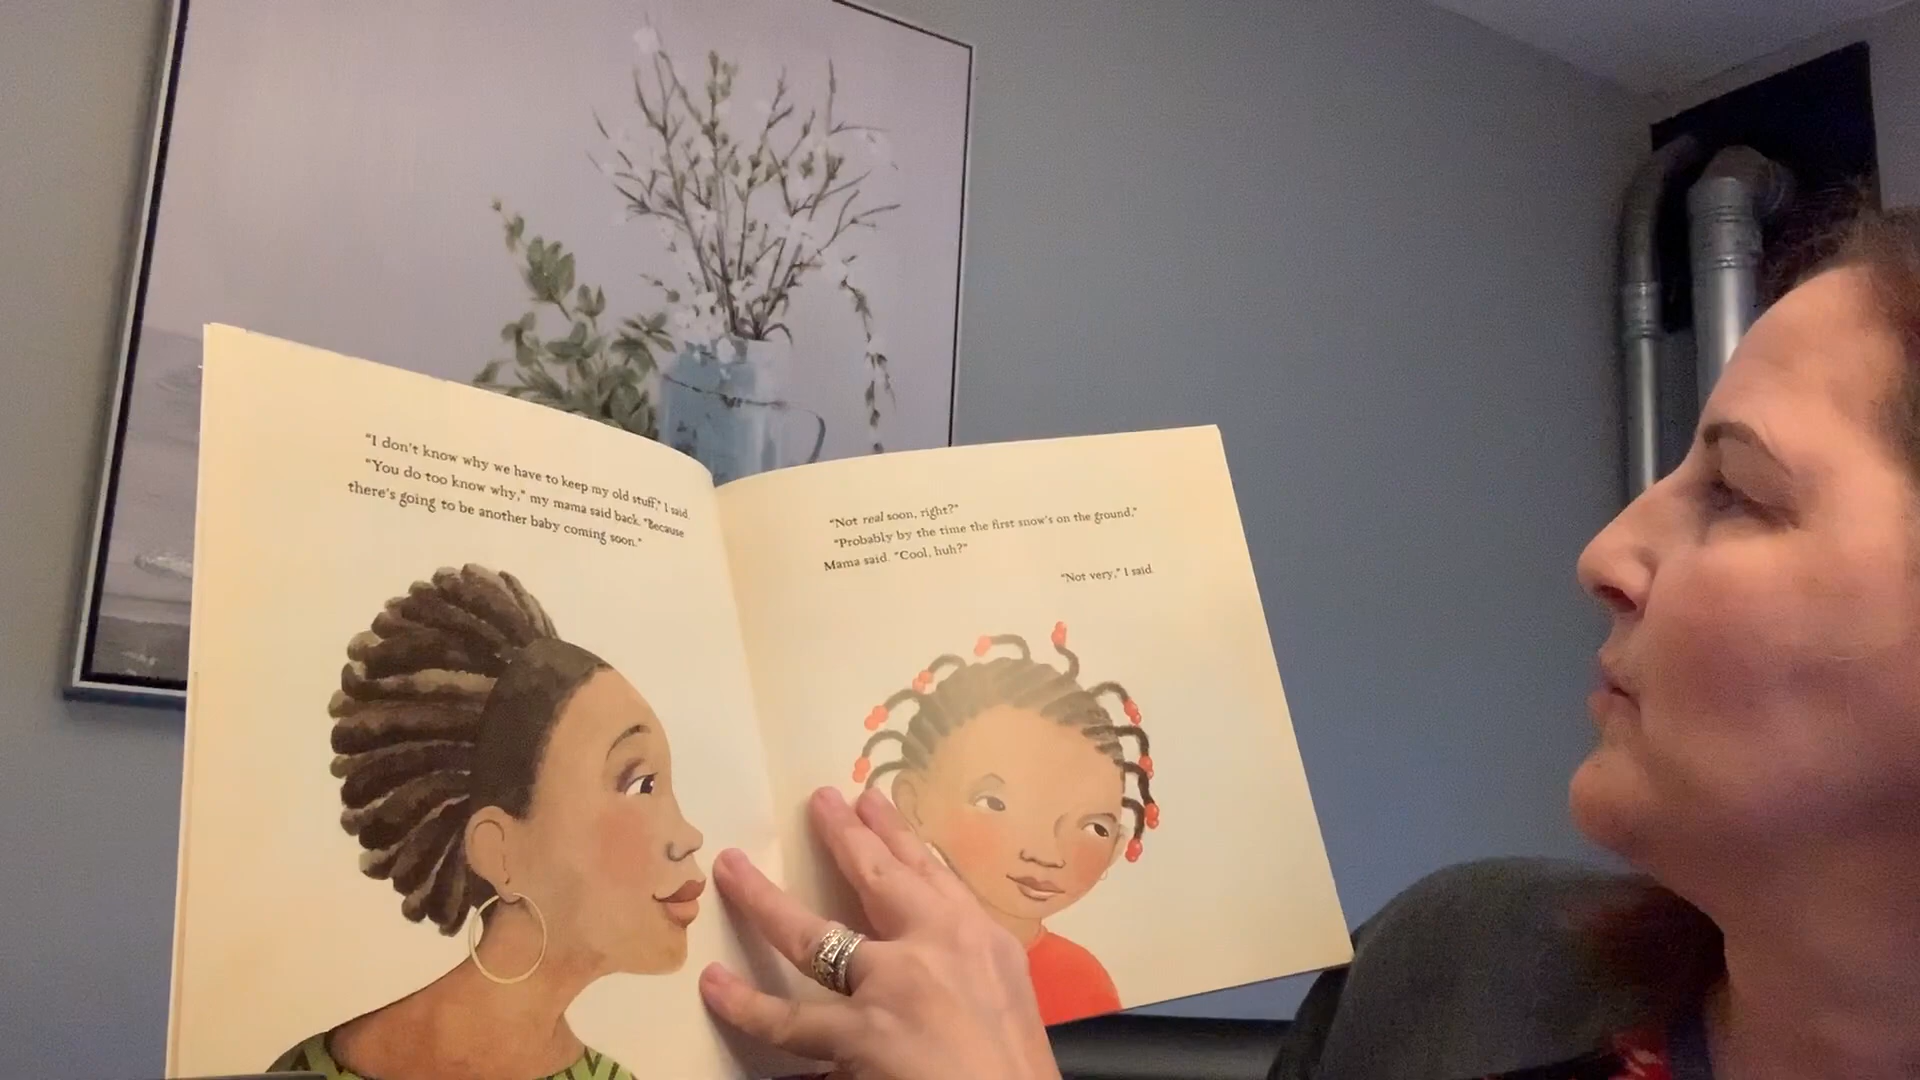 "I don't know why we have to keep my old stuff," I said.
"You do too know why," my mama said back. "Because
there's going to be another baby coming soon."
"Not real soon, right?"
"Probably by the time the first snow's on the ground,"
Mama said. "Cool, huh?"
"Not very," I said.